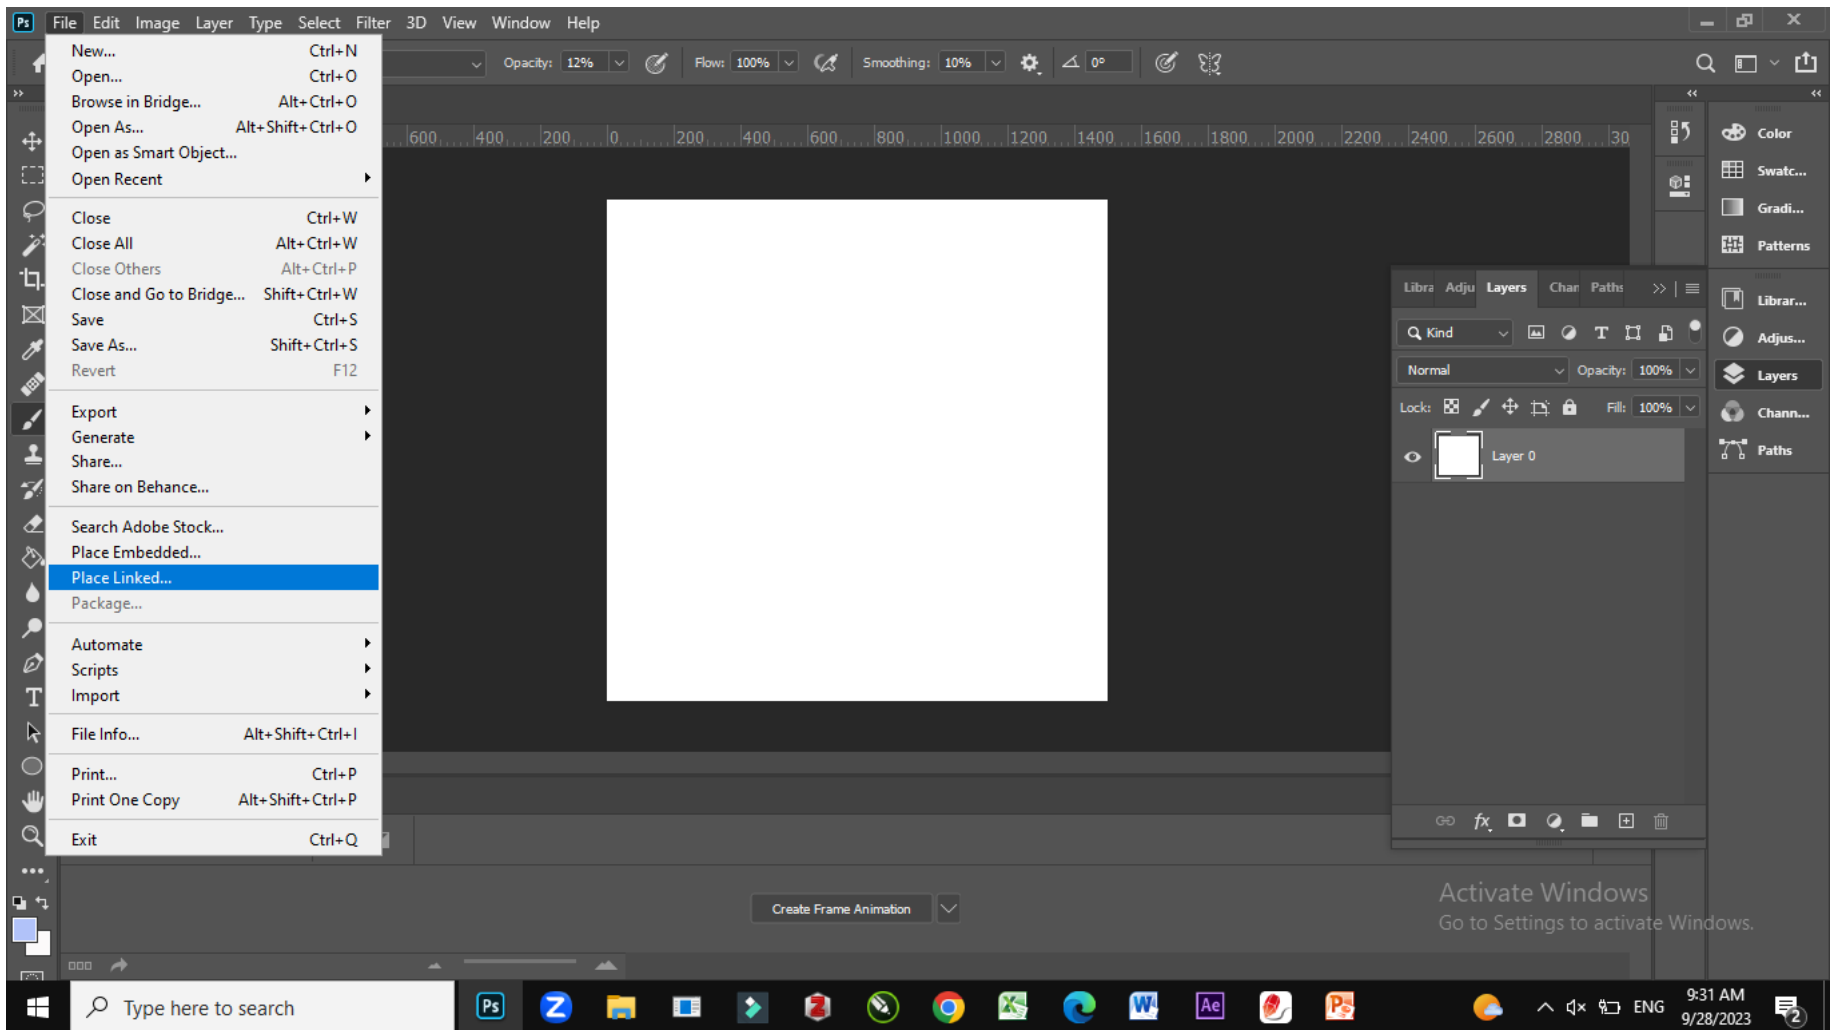 Ps File Edit Image Layer Type Select Filter 3D View Window Help
Opacity: 12% Flow: 100% Smoothing: 10% 0°
New... Ctrl+N
Open... Ctrl+O
Browse in Bridge... Alt+Ctrl+O
Open As... Alt+Shift+Ctrl+O
Open as Smart Object...
Open Recent
Close Ctrl+W
Close All Alt+Ctrl+W
Close Others Alt+Ctrl+P
Close and Go to Bridge... Shift+Ctrl+W
Save Ctrl+S
Save As... Shift+Ctrl+S
Revert F12
Export
Generate
Share...
Share on Behance...
Search Adobe Stock...
Place Embedded...
Place Linked...
Package...
Automate
Scripts
Import
File Info... Alt+Shift+Ctrl+I
Print... Ctrl+P
Print One Copy Alt+Shift+Ctrl+P
Exit Ctrl+Q
600 400 200 0 200 400 600 800 1000 1200 1400 1600 1800 2000 2200 2400 2600 2800 30
Libra Adju Layers Chan Paths
Kind
Normal Opacity: 100%
Lock: Fill: 100%
Layer 0
fx
Color
Swatc...
Gradi...
Patterns
Librar...
Adjus...
Layers
Chann...
Paths
Create Frame Animation
Activate Windows
Go to Settings to activate Windows.
Type here to search
Ps
Z
Ae
ENG
9:31 AM
9/28/2023
2